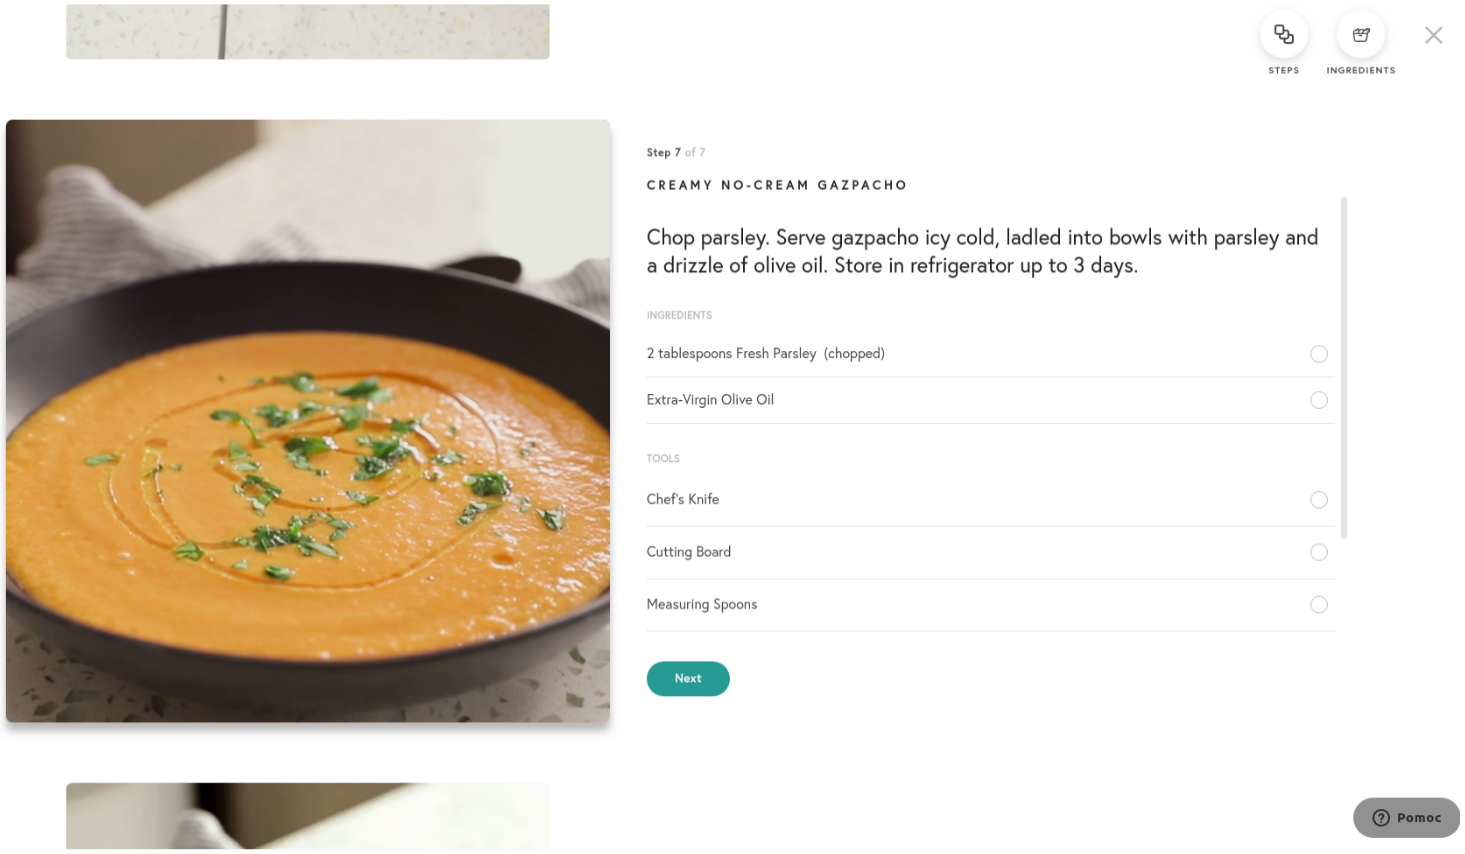 STEPS
INGREDIENTS
Step 7 of 7
CREAMY NO-CREAM GAZPACHO
Chop parsley. Serve gazpacho icy cold, ladled into bowls with parsley and
a drizzle of olive oil. Store in refrigerator up to 3 days.
INGREDIENTS
2 tablespoons Fresh Parsley (chopped)
Extra-Virgin Olive Oil
TOOLS
Chef's Knife
Cutting Board
Measuring Spoons
Next
Pomoc